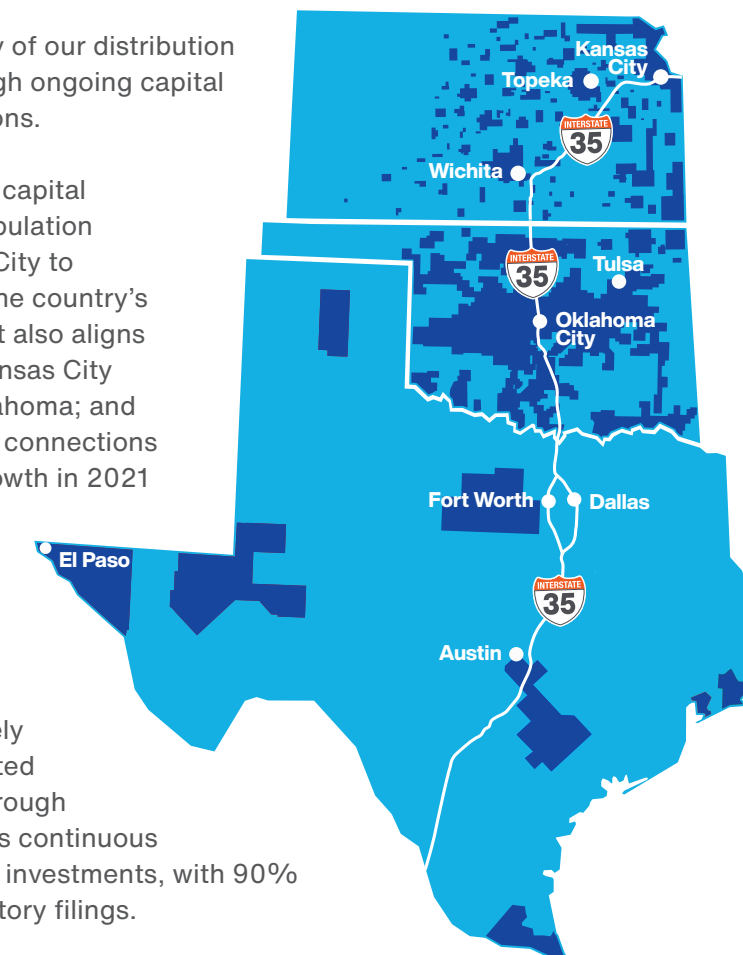 y of our distribution
gh ongoing capital
ons.
capital
pulation
City to
ne country's
t also aligns
nsas City
ahoma; and
connections
owth in 2021
ely
ted
rough
s continuous
investments, with 90%
tory filings.
Kansas
City
Topeka
INTERSTATE
35
Wichita
INTERSTATE
35
Tulsa
Oklahoma
City
Fort Worth
Dallas
El Paso
INTERSTATE
35
Austin